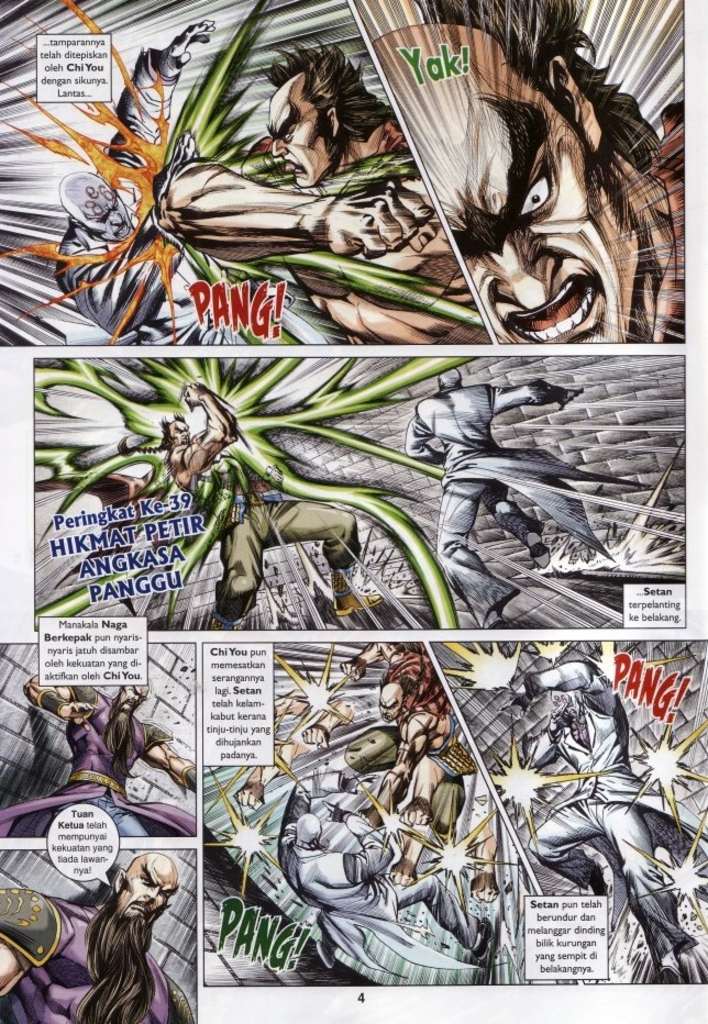 ...tamparannya
telah ditepiskan
oleh Chi You
dengan sikunya.
Lantas...
Yak!
PANG!
Peringkat Ke-39
HIKMAT PETIR
ANGKASA
PANGGU
...Setan
terpelanting
ke belakang.
Manakala Naga
Berkepak pun nyaris-
nyaris jatuh disambar
oleh kekuatan yang di-
aktifkan oleh Chi You.
Tuan
Ketua telah
mempunyai
kekuatan yang
tiada lawan-
nya!
Chi You pun
memesatkan
serangannya
lagi. Setan
telah kelam-
kabut kerana
tinju-tinju yang
dihujankan
padanya.
PANG!
PANG!
Setan pun telah
berundur dan
melanggar dinding
bilik kurungan
yang sempit di
belakangnya.
4